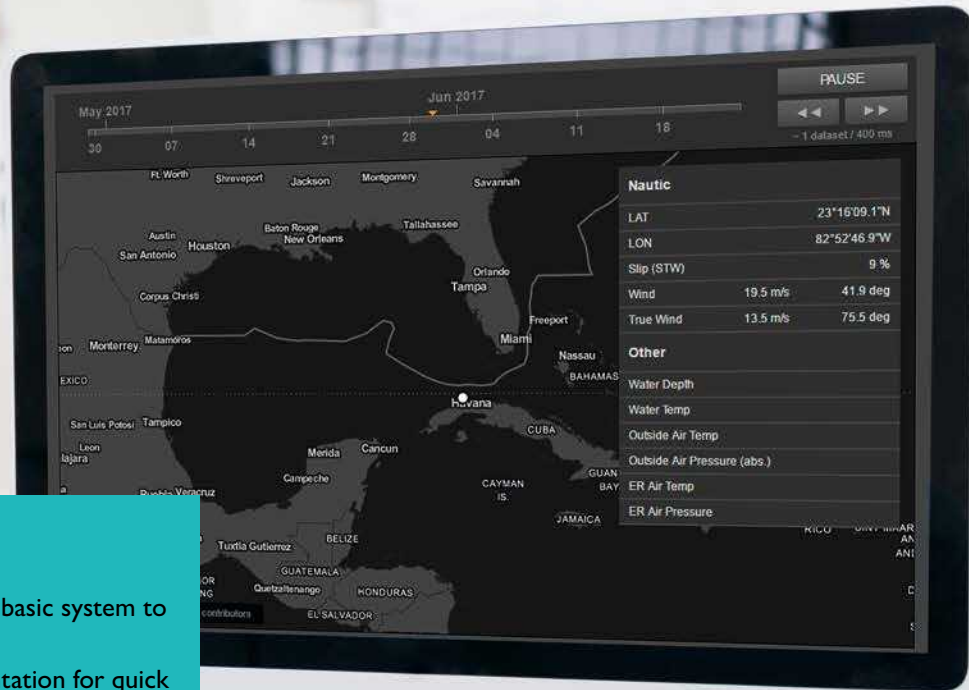 PAUSE
May 2017
Jun 2017
30 07 14 21 28 04 11 18
~ 1 dataset / 400 ms
Ft. Worth Shreveport Jackson Montgomery Savannah
Nautic
LAT 23°16'09.1"N
LON 82°52'46.9"W
Slip (STW) 9 %
Wind 19.5 m/s 41.9 deg
True Wind 13.5 m/s 75.5 deg
Other
Water Depth
Water Temp
Outside Air Temp
Outside Air Pressure (abs.)
ER Air Temp
ER Air Pressure
Austin
San Antonio
Houston
Baton Rouge
New Orleans
Tallahassee
Orlando
Tampa
Corpus Christi
Freeport
Miami
Monterrey
Matamoros
Nassau
BAHAMAS
EXICO
Havana
San Luis Potosi
Tampico
CUBA
Leon
lajara
Merida
Cancun
Campeche
CAYMAN
IS.
GUAN
BAY
Puebla
Veracruz
JAMAICA
RICO
Tuxtla Gutierrez
BELIZE
GUATEMALA
Quetzaltenango
HONDURAS
contributors
EL SALVADOR
basic system to
tation for quick